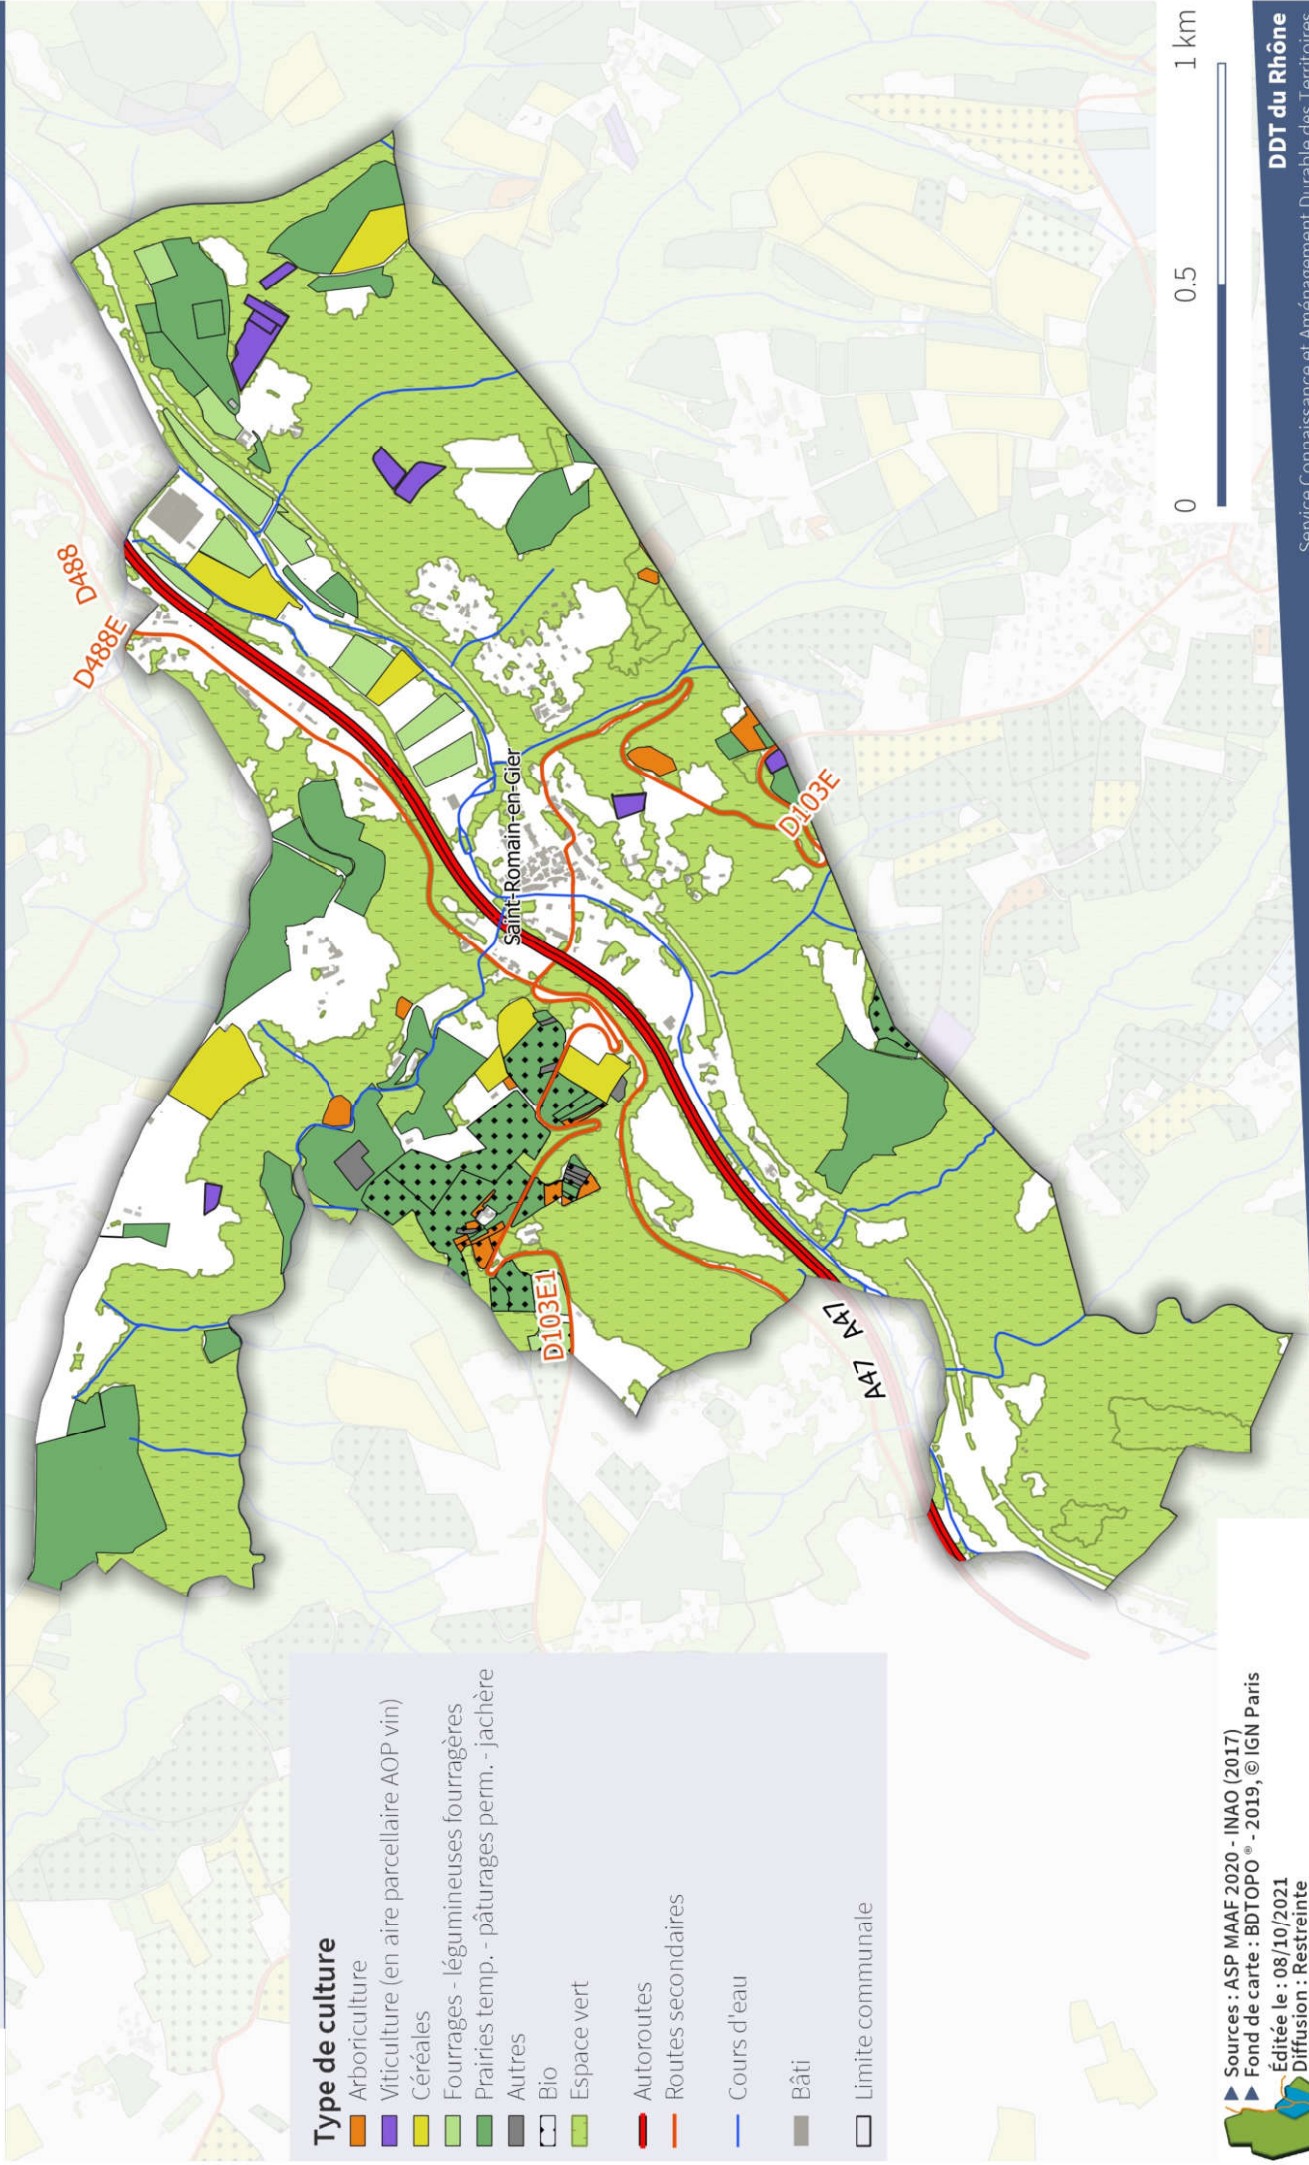 Type de culture
Arboriculture
Viticulture (en aire parcellaire AOP vin)
Céréales
Fourrages - légumineuses fourragères
Prairies temp. - pâturages perm. - jachère
Autres
Bio
Espace vert
Autoroutes
Routes secondaires
Cours d'eau
Bâti
Limite communale
D488
D488E
Saint-Romain-en-Gier
D103E
D103E1
A47
A47
0
0.5
1 km
Sources : ASP MAAF 2020 - INAO (2017)
Fond de carte : BDTOPO ® - 2019, © IGN Paris
Éditée le : 08/10/2021
Diffusion : Restreinte
DDT du Rhône
Service Connaissance et Aménagement Durable des Territoires